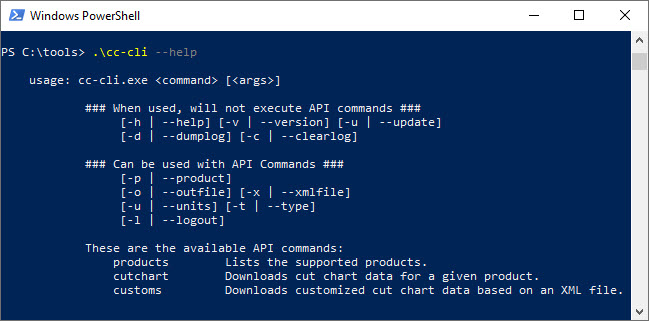 Windows PowerShell
PS C:\tools> .\cc-cli --help
usage: cc-cli.exe <command> [<args>]
### When used, will not execute API commands ###
[-h | --help] [-v | --version] [-u | --update]
[-d | --dumplog] [-c | --clearlog]
### Can be used with API Commands ###
[-p | --product]
[-o | --outfile] [-x | --xmlfile]
[-u | --units] [-t | --type]
[-l | --logout]
These are the available API commands:
products Lists the supported products.
cutchart Downloads cut chart data for a given product.
customs Downloads customized cut chart data based on an XML file.